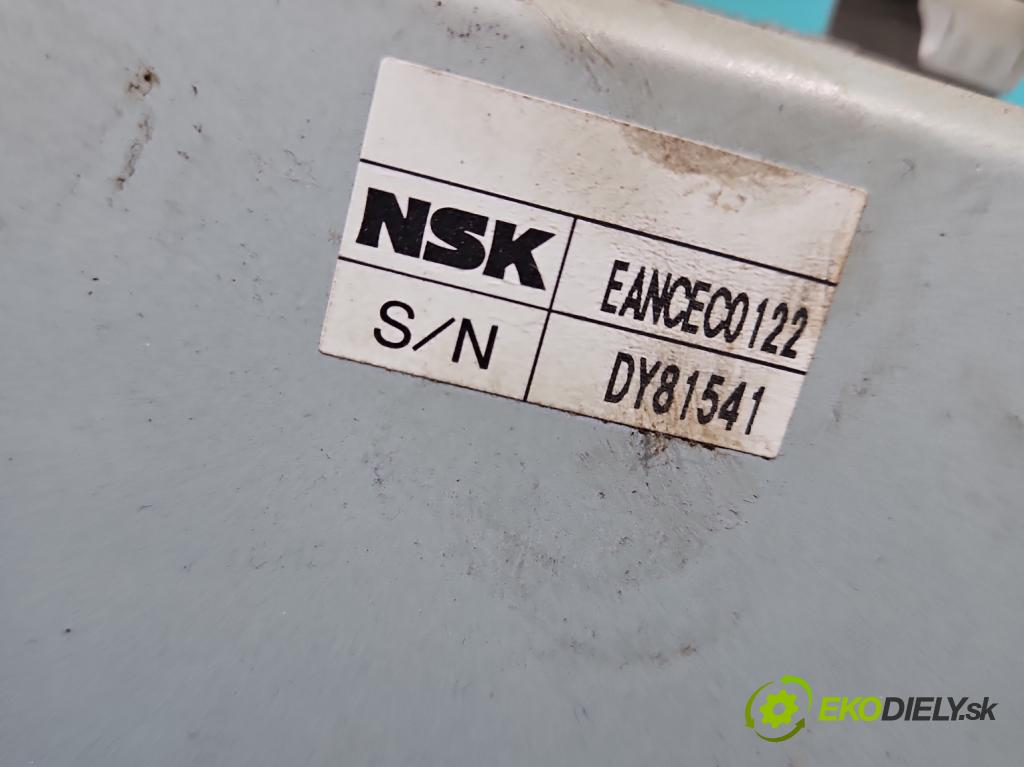 NSK EANCEC0122
S/N DY81541
EKODIELY.sk